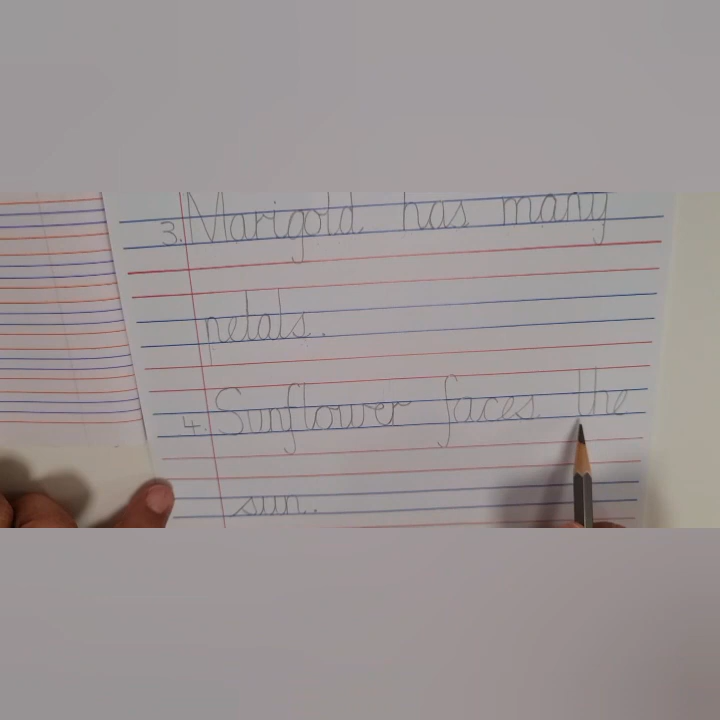 3. Marigold has many
petals.
4. Sunflower faces the
sun.